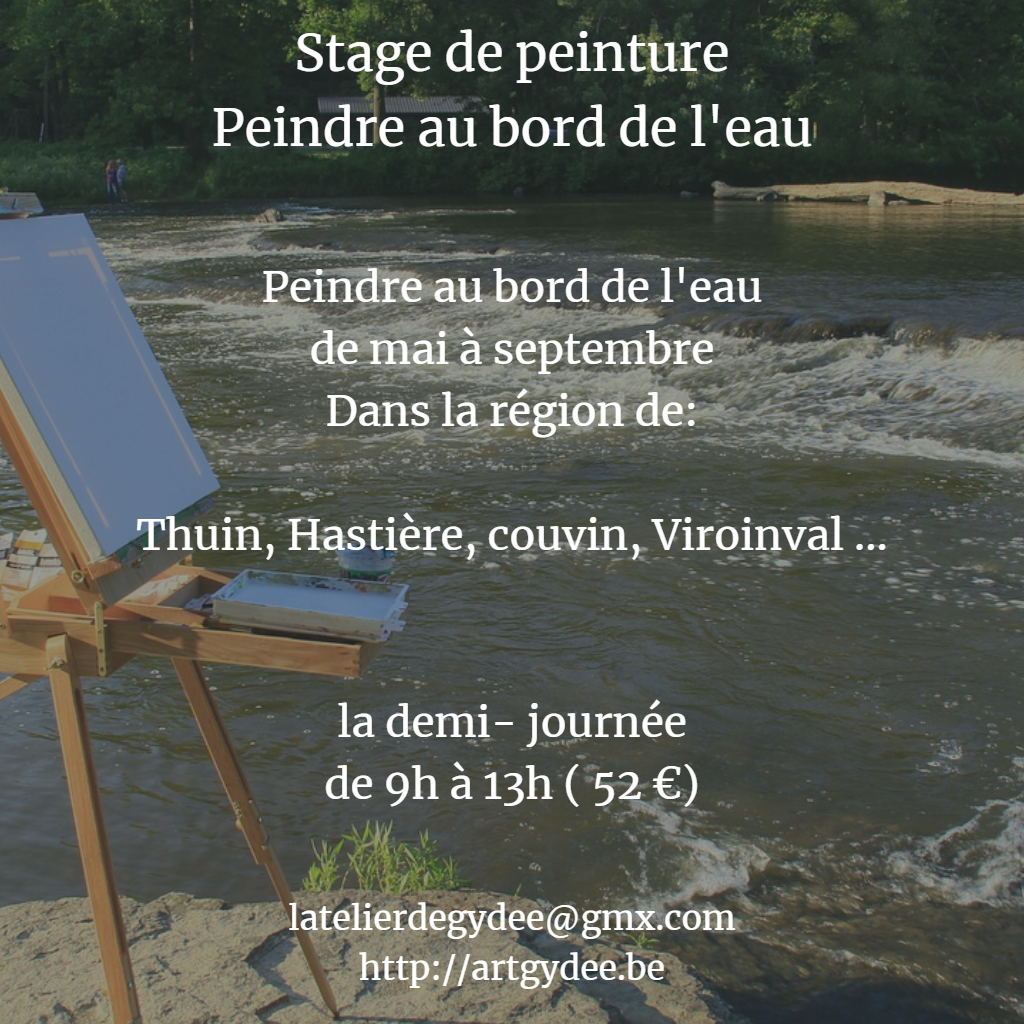 Stage de peinture
Peindre au bord de l'eau
Peindre au bord de l'eau
de mai à septembre
Dans la région de:
Thuin, Hastière, couvin, Viroinval ...
la demi- journée
de 9h à 13h ( 52 €)
latelierdegydee@gmx.com
http://artgydee.be